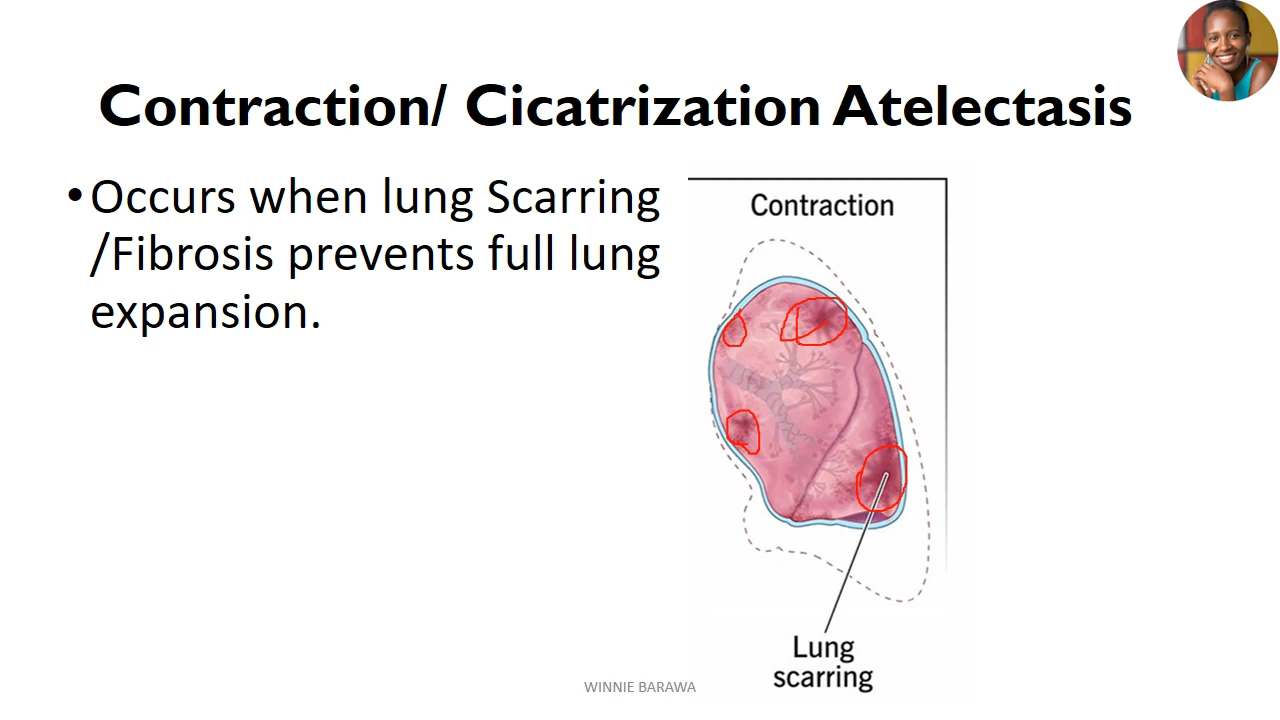 Contraction/ Cicatrization Atelectasis
•Occurs when lung Scarring
/Fibrosis prevents full lung
expansion.
Contraction
Lung
scarring
WINNIE BARAWA